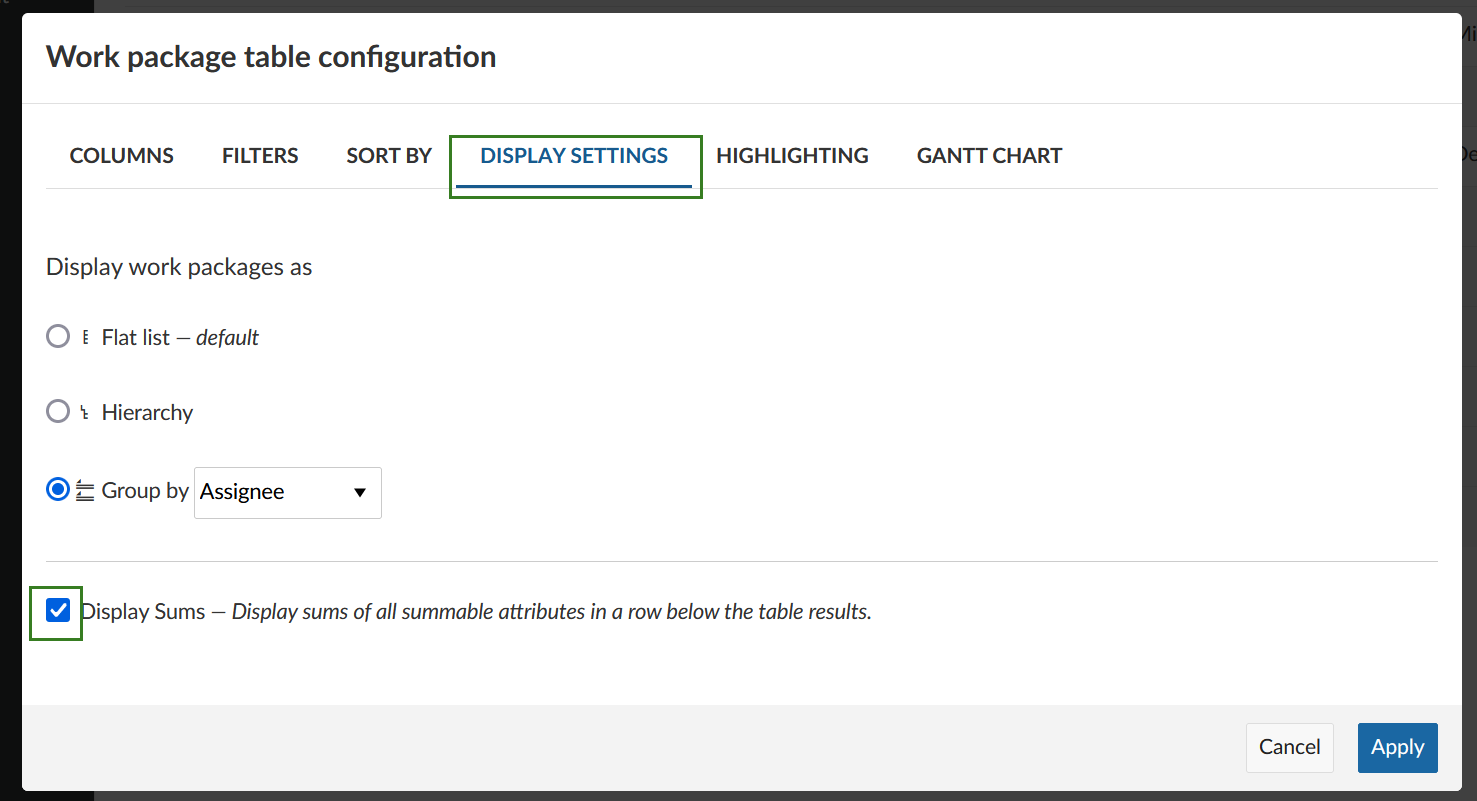 Work package table configuration
COLUMNS FILTERS SORT BY DISPLAY SETTINGS HIGHLIGHTING GANTT CHART
Display work packages as
Flat list – default
Hierarchy
Group by Assignee
Display Sums – Display sums of all summable attributes in a row below the table results.
Cancel Apply